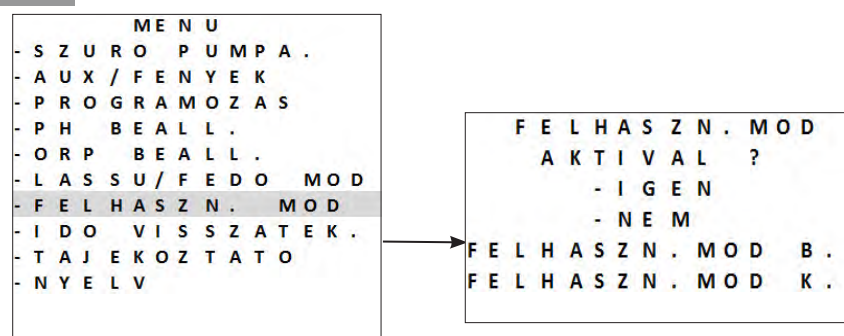 MENU
-SZURO PUMPA.
-AUX/FENYEK
-PROGRAMOZAS
-PH BEALL.
-ORP BEALL.
-LASSU/FEDO MOD
-FELHASZN. MOD
-IDO VISSZATEK.
-TAJEKOZTATO
-NYELV
FELHASZN. MOD
AKTIVAL ?
-IGEN
-NEM
FELHASZN. MOD B.
FELHASZN. MOD K.